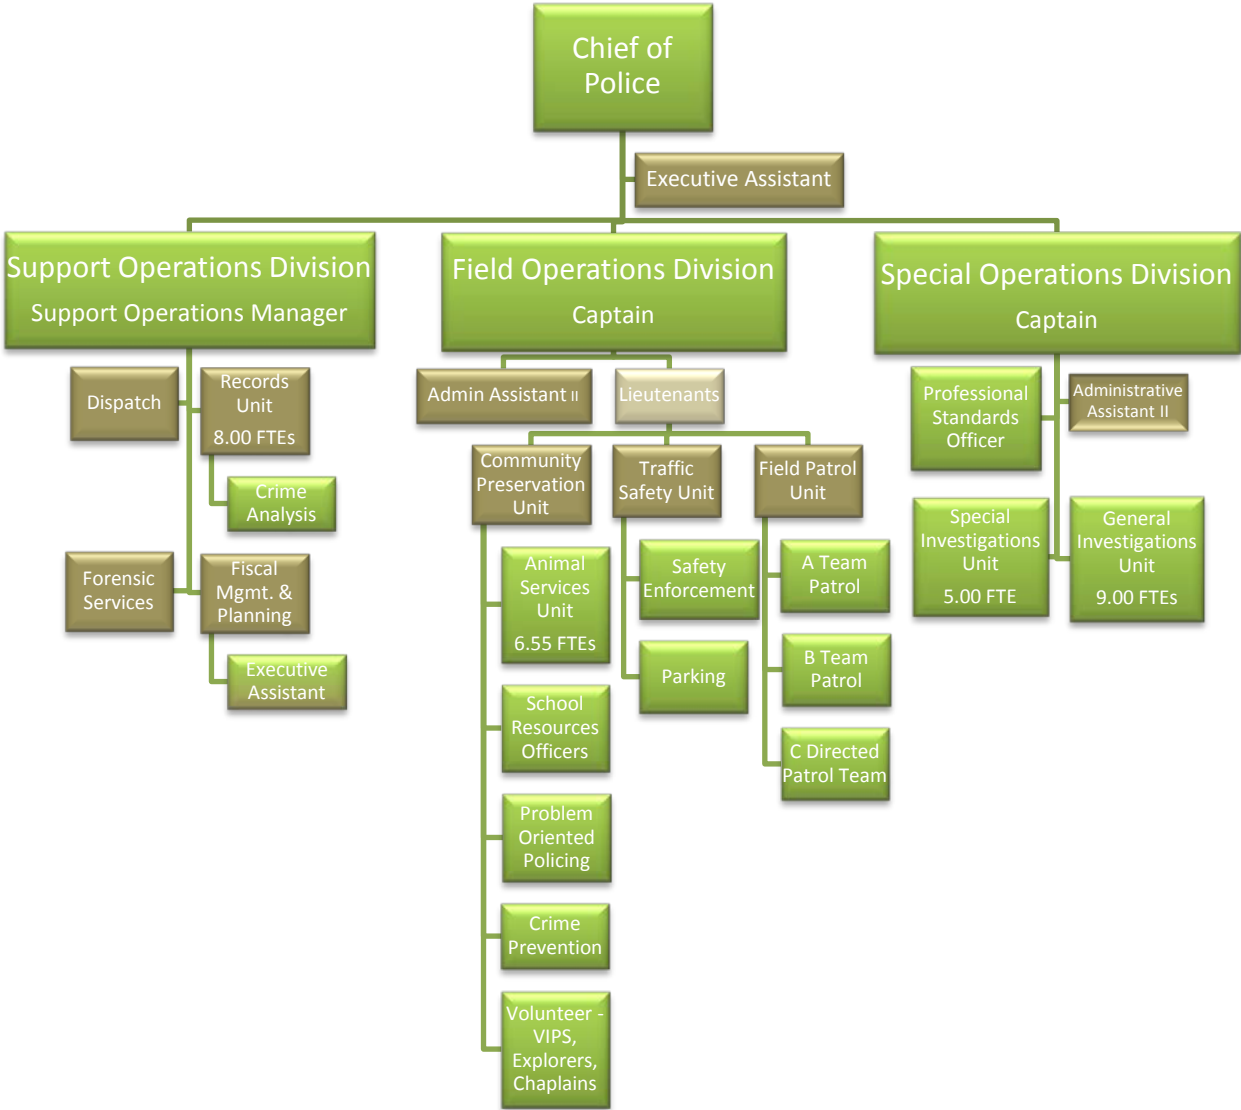 Chief of
Police
Executive Assistant
Support Operations Division
Support Operations Manager
Field Operations Division
Captain
Special Operations Division
Captain
Dispatch
Records
Unit
8.00 FTEs
Crime
Analysis
Forensic
Services
Fiscal
Mgmt. &
Planning
Executive
Assistant
Admin Assistant II
Lieutenants
Community
Preservation
Unit
Animal
Services
Unit
6.55 FTEs
School
Resources
Officers
Problem
Oriented
Policing
Crime
Prevention
Volunteer -
VIPS,
Explorers,
Chaplains
Traffic
Safety Unit
Safety
Enforcement
Parking
Field Patrol
Unit
A Team
Patrol
B Team
Patrol
C Directed
Patrol Team
Professional
Standards
Officer
Administrative
Assistant II
Special
Investigations
Unit
5.00 FTE
General
Investigations
Unit
9.00 FTEs